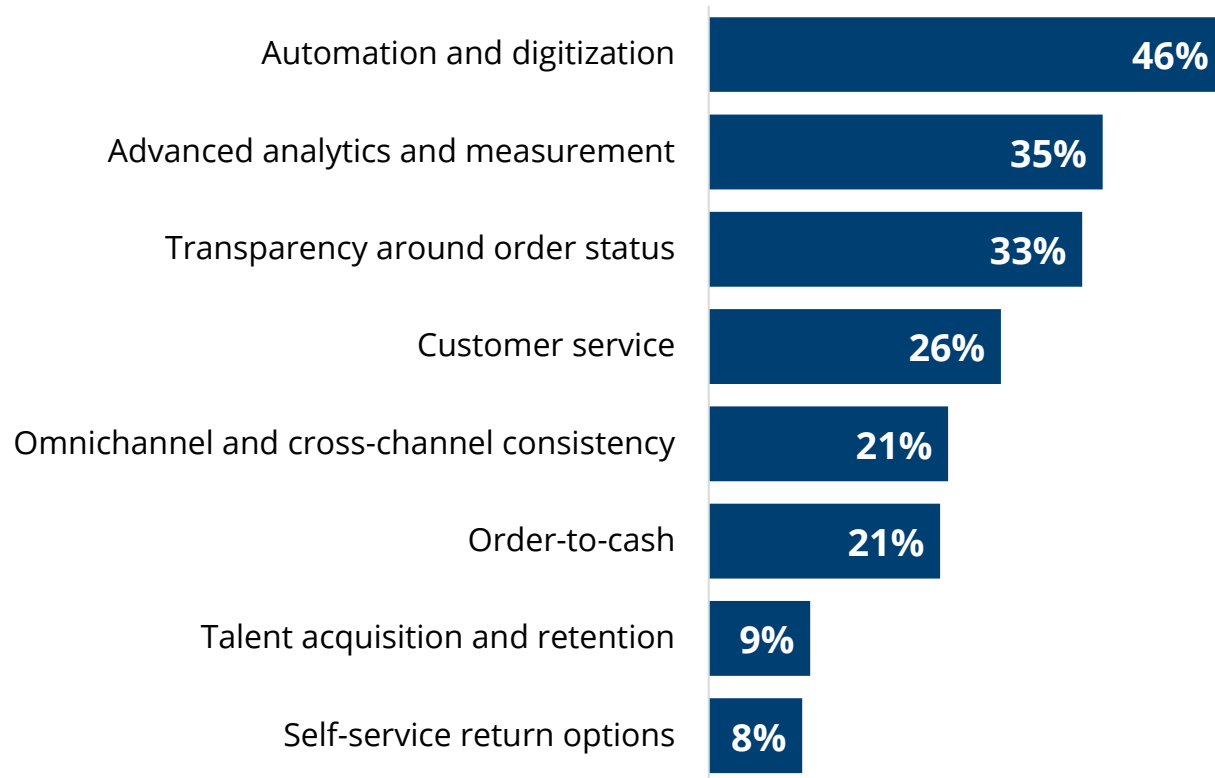 Automation and digitization 46%
Advanced analytics and measurement 35%
Transparency around order status 33%
Customer service 26%
Omnichannel and cross-channel consistency 21%
Order-to-cash 21%
Talent acquisition and retention 9%
Self-service return options 8%